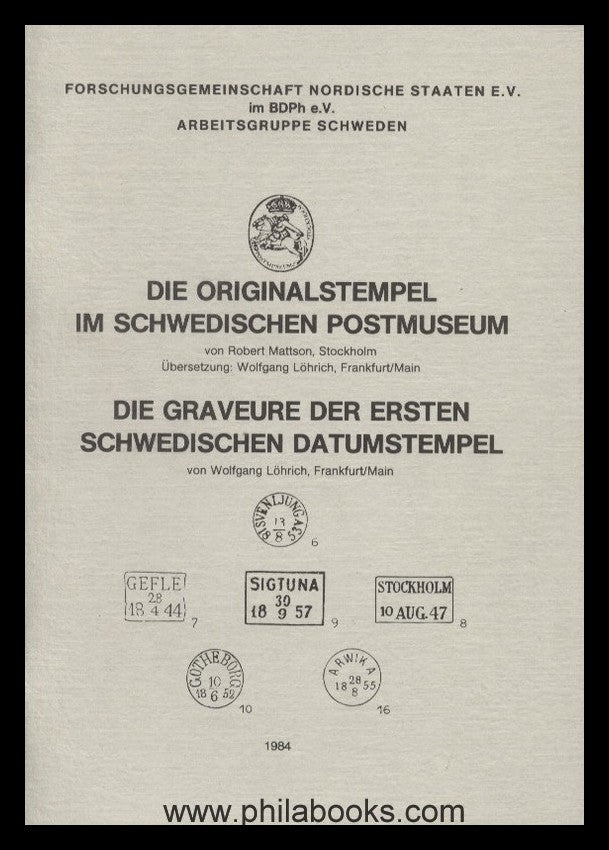 FORSCHUNGSGEMEINSCHAFT NORDISCHE STAATEN E.V.
im BDPh e.V.
ARBEITSGRUPPE SCHWEDEN
DIE ORIGINALSTEMPEL
IM SCHWEDISCHEN POSTMUSEUM
von Robert Mattson, Stockholm
Übersetzung: Wolfgang Löhrich, Frankfurt/Main
DIE GRAVEURE DER ERSTEN
SCHWEDISCHEN DATUMSTEMPEL
von Wolfgang Löhrich, Frankfurt/Main
13
8
6
GEFLE
28
18 4 44
7
SIGTUNA
30
18 9 57
9
STOCKHOLM
10 AUG. 47
8
GÖTHEBORG
10
18 6 52
10
ARWIKA
28
18 55
8
16
1984
www.philabooks.com